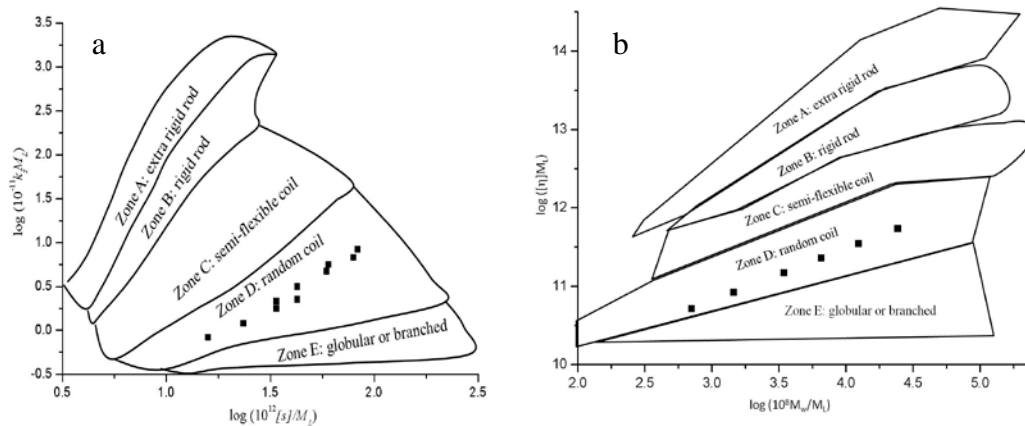 a
3.5
3.0
2.5
2.0
1.5
1.0
0.5
0.0
-0.5
0.5
1.0
1.5
2.0
2.5
log (10⁻¹¹kₛM_L)
log (10¹²[s]/M_L)
Zone A: extra rigid rod
Zone B: rigid rod
Zone C: semi-flexible coil
Zone D: random coil
Zone E: globular or branched
b
14
13
12
11
10
2.0
2.5
3.0
3.5
4.0
4.5
5.0
log ([η]M_L)
log (10⁸M_w/M_L)
Zone A: extra rigid rod
Zone B: rigid rod
Zone C: semi-flexible coil
Zone D: random coil
Zone E: globular or branched